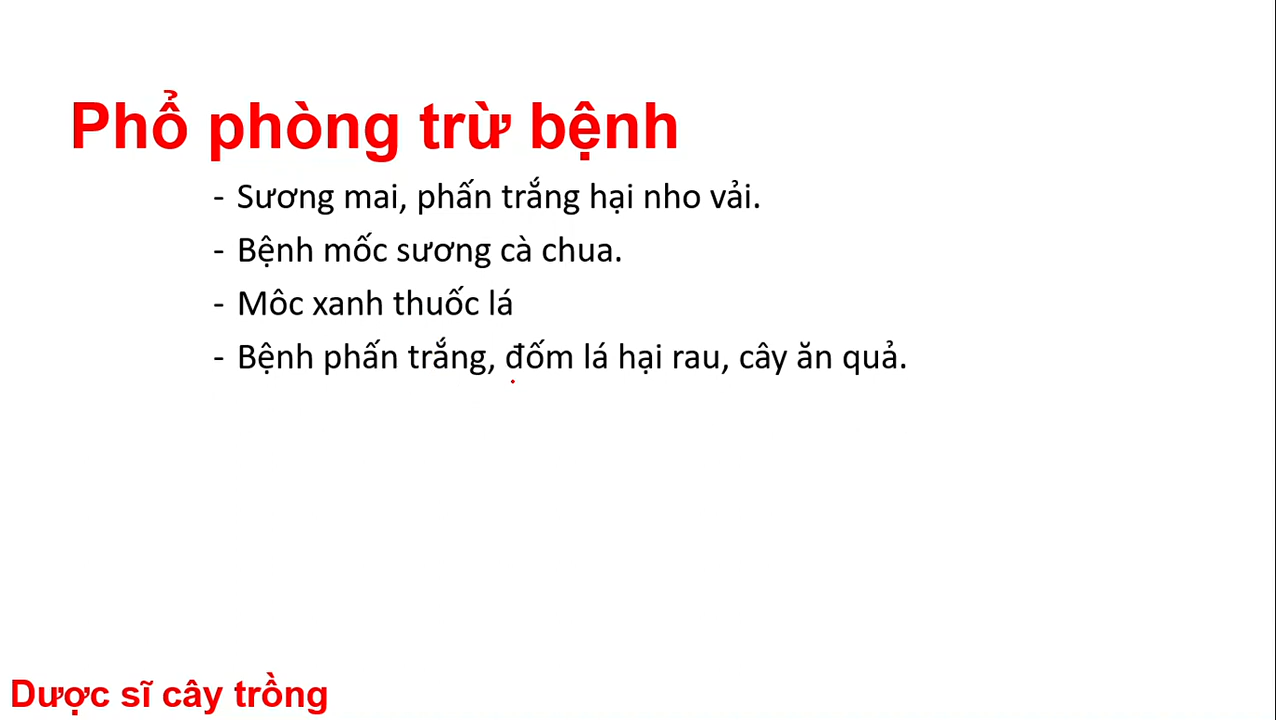 Phổ phòng trừ bệnh
- Sương mai, phấn trắng hại nho vải.
- Bệnh mốc sương cà chua.
- Môc xanh thuốc lá
- Bệnh phấn trắng, đốm lá hại rau, cây ăn quả.
Dược sĩ cây trồng